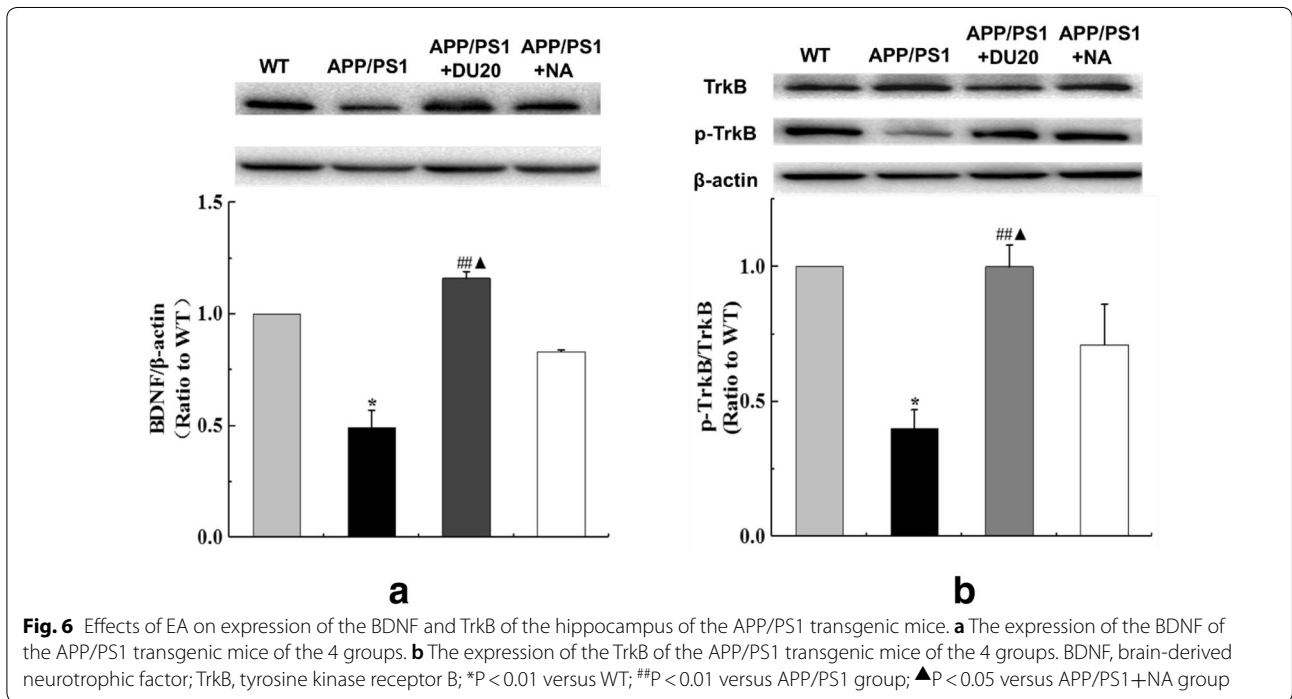 WT APP/PS1 APP/PS1 +DU20 APP/PS1 +NA
1.5
1.0
0.5
0.0
BDNF/β-actin
(Ratio to WT)
*
##▲
a
WT APP/PS1 APP/PS1 +DU20 APP/PS1 +NA
TrkB
p-TrkB
β-actin
1.0
0.5
0.0
p-TrkB/TrkB
(Ratio to WT)
*
##▲
b
Fig. 6 Effects of EA on expression of the BDNF and TrkB of the hippocampus of the APP/PS1 transgenic mice. a The expression of the BDNF of
the APP/PS1 transgenic mice of the 4 groups. b The expression of the TrkB of the APP/PS1 transgenic mice of the 4 groups. BDNF, brain-derived
neurotrophic factor; TrkB, tyrosine kinase receptor B; *P < 0.01 versus WT; ##P < 0.01 versus APP/PS1 group; ▲P < 0.05 versus APP/PS1+NA group